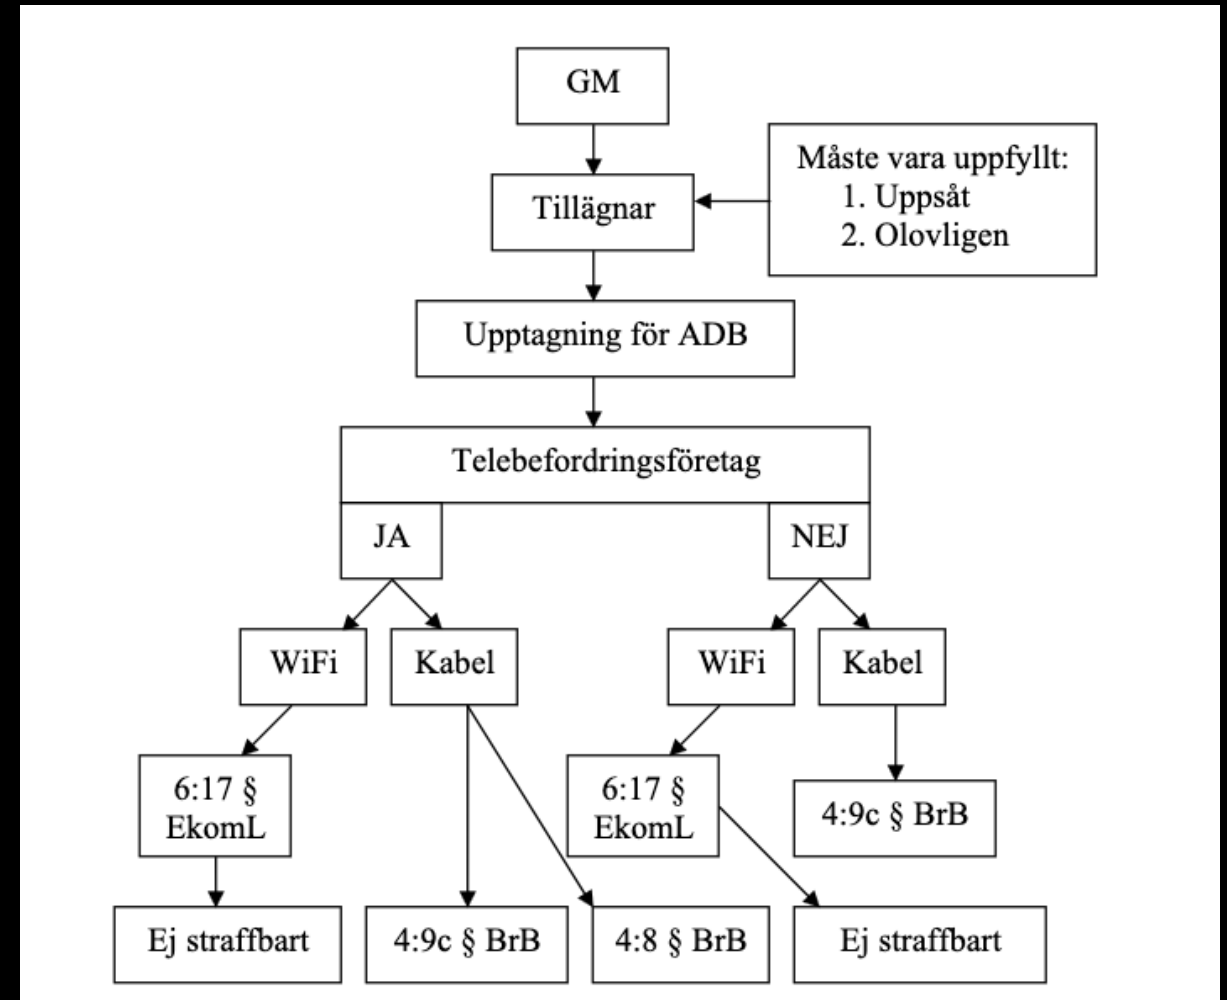 GM
Måste vara uppfyllt:
1. Uppsåt
2. Olovligen
Tillägnar
Upptagning för ADB
Telebefordringsföretag
JA
NEJ
WiFi
Kabel
WiFi
Kabel
6:17 §
EkomL
6:17 §
EkomL
4:9c § BrB
Ej straffbart
4:9c § BrB
4:8 § BrB
Ej straffbart